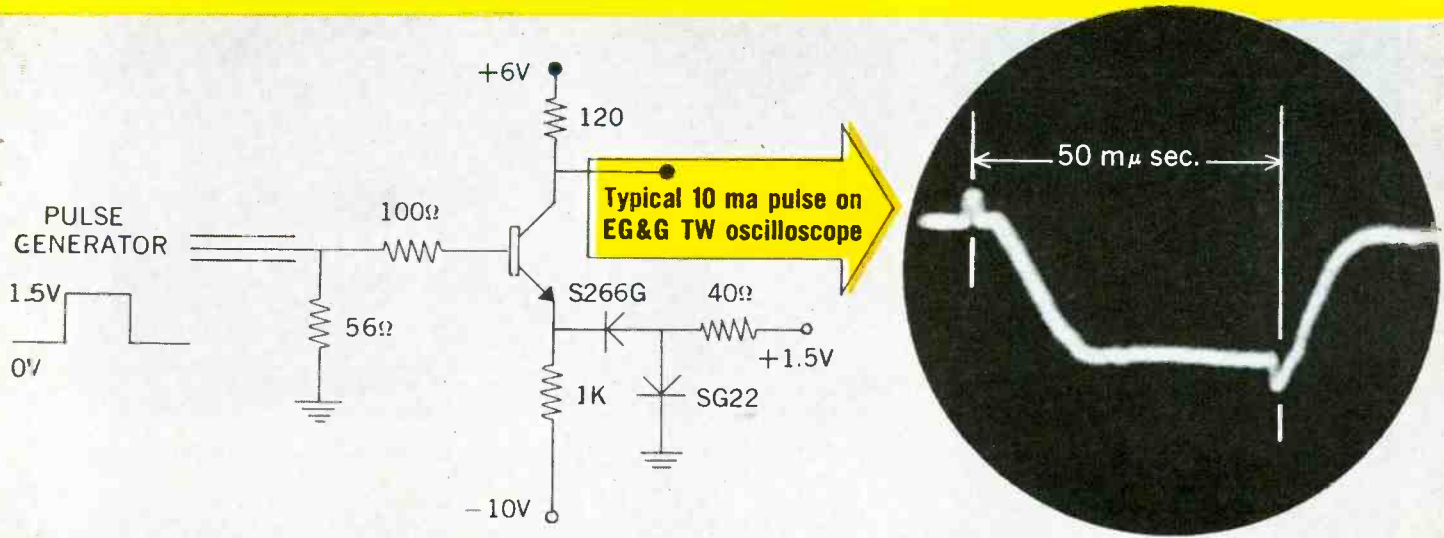 +6V
120
Typical 10 ma pulse on
EG&G TW oscilloscope
50 mμ sec.
PULSE
GENERATOR
100Ω
1.5V
0V
56Ω
S266G
40Ω
+1.5V
1K
SG22
−10V